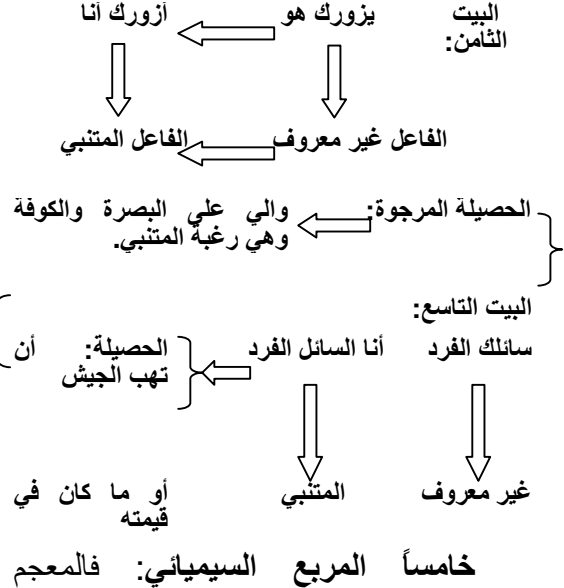 البيت يزورك هو أزورك أنا
الثامن:
الفاعل غير معروف الفاعل المتنبي
الحصيلة المرجوة: والي على البصرة والكوفة
وهي رغبة المتنبي.
البيت التاسع:
سائلك الفرد أنا السائل الفرد الحصيلة: أن
تهب الجيش
غير معروف المتنبي أو ما كان في
قيمته
خامساً المربع السيميائي: فالمعجم